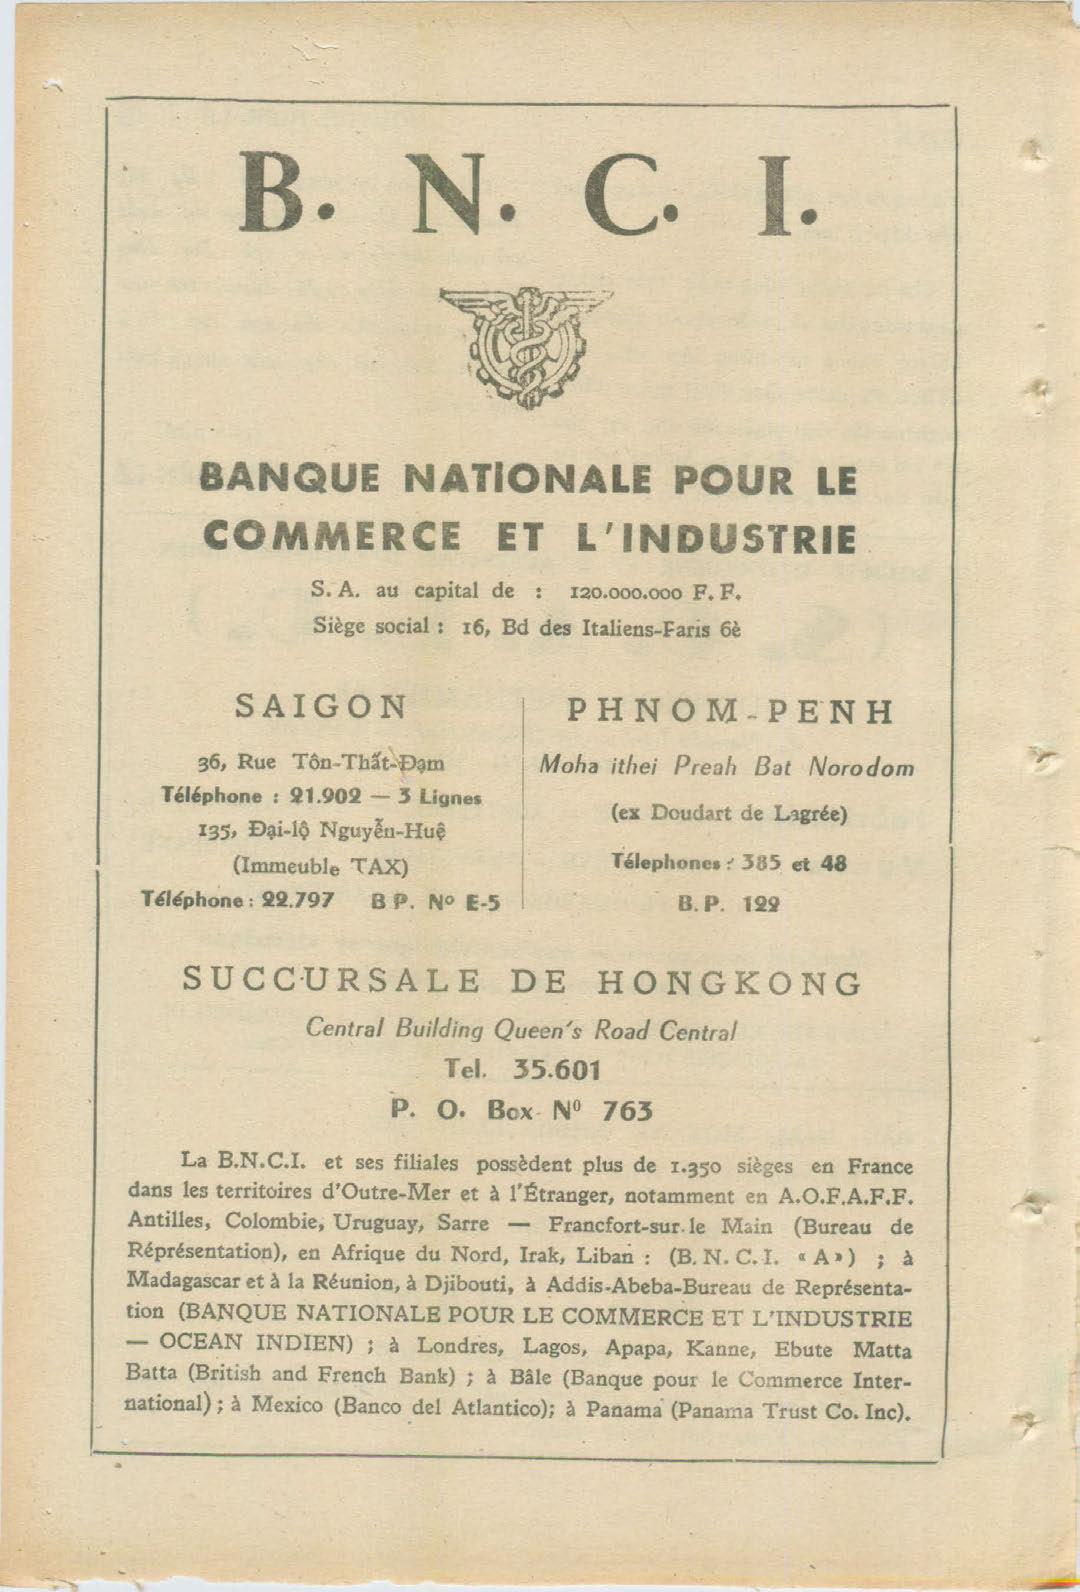 B. N. C. I.
BANQUE NATIONALE POUR LE
COMMERCE ET L'INDUSTRIE
S. A. au capital de : 120.000.000 F. F.
Siège social : 16, Bd des Italiens-Faris 6è
SAIGON
36, Rue Tôn-Thất-Đạm
Téléphone : 21.902 — 3 Lignes
135, Đại-lộ Nguyễn-Huệ
(Immeuble TAX)
Téléphone : 22.797 B P. Nº E-5
PHNOM-PENH
Moha ithei Preah Bat Norodom
(ex Doudart de Lagrée)
Télephones : 385 et 48
B. P. 122
SUCCURSALE DE HONGKONG
Central Building Queen's Road Central
Tel. 35.601
P. O. Box Nº 763
La B.N.C.I. et ses filiales possèdent plus de 1.350 sièges en France
dans les territoires d'Outre-Mer et à l'Étranger, notamment en A.O.F.A.F.F.
Antilles, Colombie, Uruguay, Sarre — Francfort-sur-le Main (Bureau de
Réprésentation), en Afrique du Nord, Irak, Liban : (B. N. C. I. « A ») ; à
Madagascar et à la Réunion, à Djibouti, à Addis-Abeba-Bureau de Représenta-
tion (BANQUE NATIONALE POUR LE COMMERCE ET L'INDUSTRIE
— OCEAN INDIEN) ; à Londres, Lagos, Apapa, Kanne, Ebute Matta
Batta (British and French Bank) ; à Bâle (Banque pour le Commerce Inter-
national) ; à Mexico (Banco del Atlantico); à Panama (Panama Trust Co. Inc).